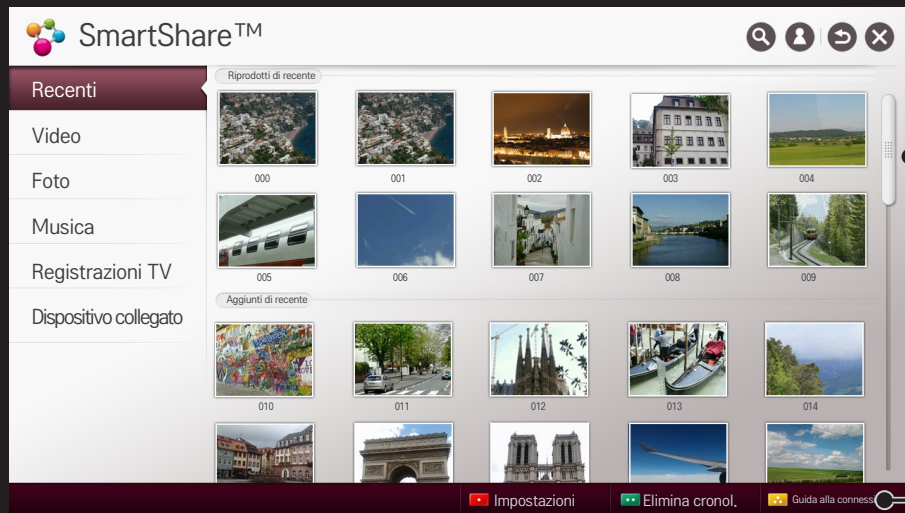 SmartShare™
Recenti
Video
Foto
Musica
Registrazioni TV
Dispositivo collegato
Riprodotti di recente
000 001 002 003 004
005 006 007 008 009
Aggiunti di recente
010 011 012 013 014
Impostazioni Elimina cronol. Guida alla